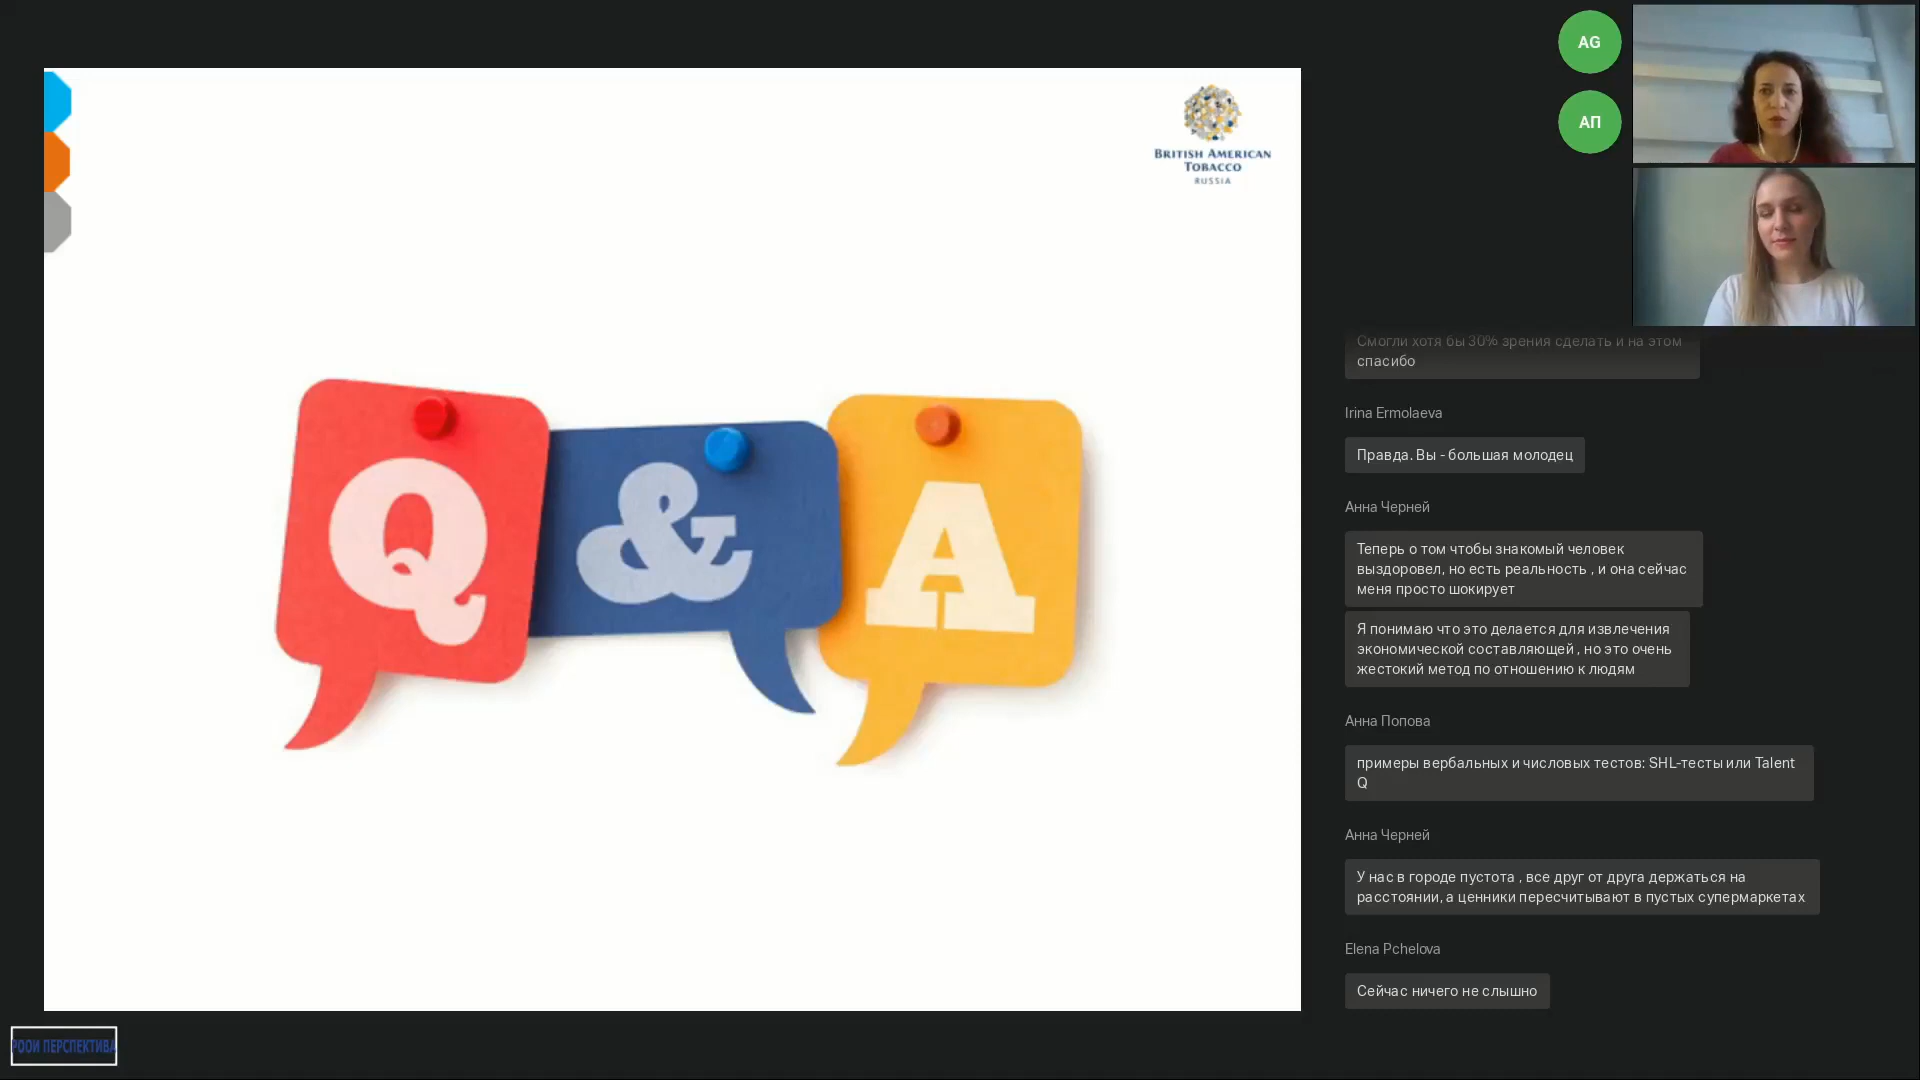 AG
АП
BRITISH AMERICAN
TOBACCO
RUSSIA
Q & A
Смогли хотя бы 30% зрения сделать и на этом
спасибо
Irina Ermolaeva
Правда. Вы - большая молодец
Анна Черней
Теперь о том чтобы знакомый человек
выздоровел, но есть реальность , и она сейчас
меня просто шокирует
Я понимаю что это делается для извлечения
экономической составляющей , но это очень
жестокий метод по отношению к людям
Анна Попова
примеры вербальных и числовых тестов: SHL-тесты или Talent
Q
Анна Черней
У нас в городе пустота , все друг от друга держаться на
расстоянии, а ценники пересчитывают в пустых супермаркетах
Elena Pchelova
Сейчас ничего не слышно
РООИ ПЕРСПЕКТИВА